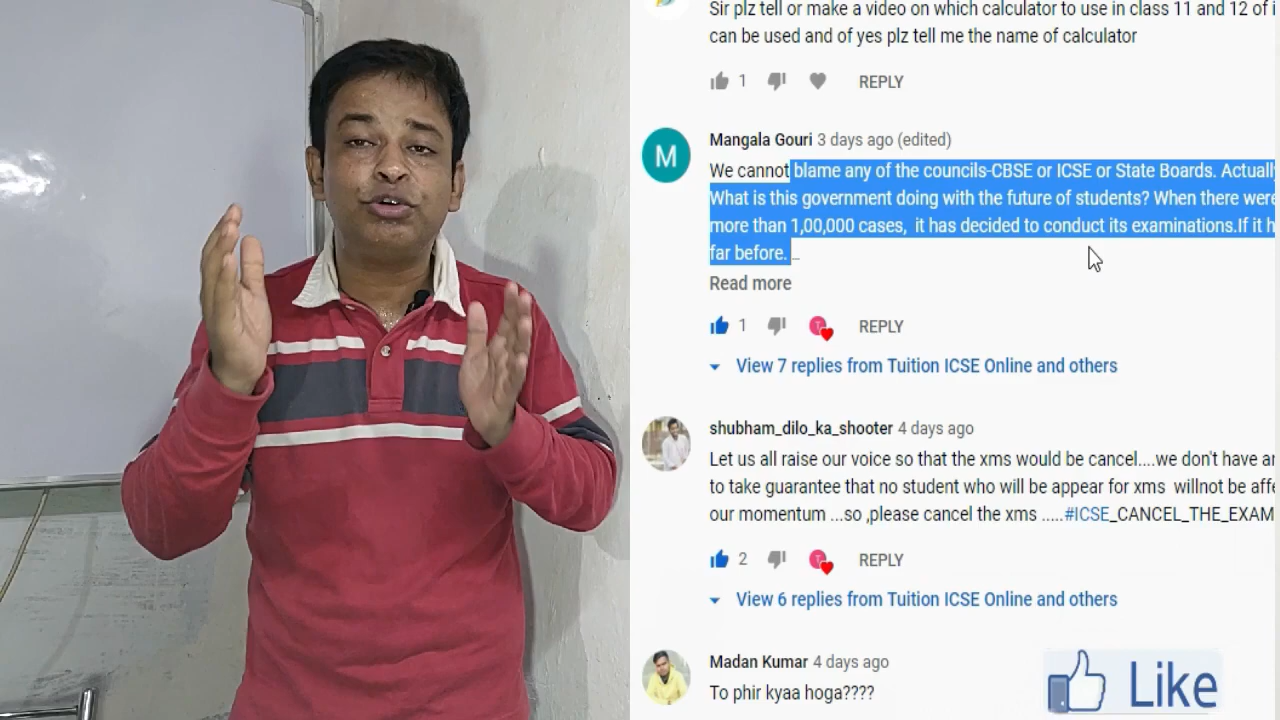 Sir plz tell or make a video on which calculator to use in class 11 and 12 of
can be used and of yes plz tell me the name of calculator
1 REPLY
Mangala Gouri 3 days ago (edited)
M
We cannot blame any of the councils-CBSE or ICSE or State Boards.
What is this government doing with the future of students? When there were
more than 1,00,000 cases, it has decided to conduct its examinations.If it
far before.
Read more
1 T REPLY
View 7 replies from Tuition ICSE Online and others
shubham_dilo_ka_shooter 4 days ago
Let us all raise our voice so that the xms would be cancel....we don't have
to take guarantee that no student who will be appear for xms willnot be
our momentum ...so ,please cancel the xms .....#ICSE_CANCEL_THE_EXAM
2 T REPLY
View 6 replies from Tuition ICSE Online and others
Madan Kumar 4 days ago
To phir kyaa hoga????
Like